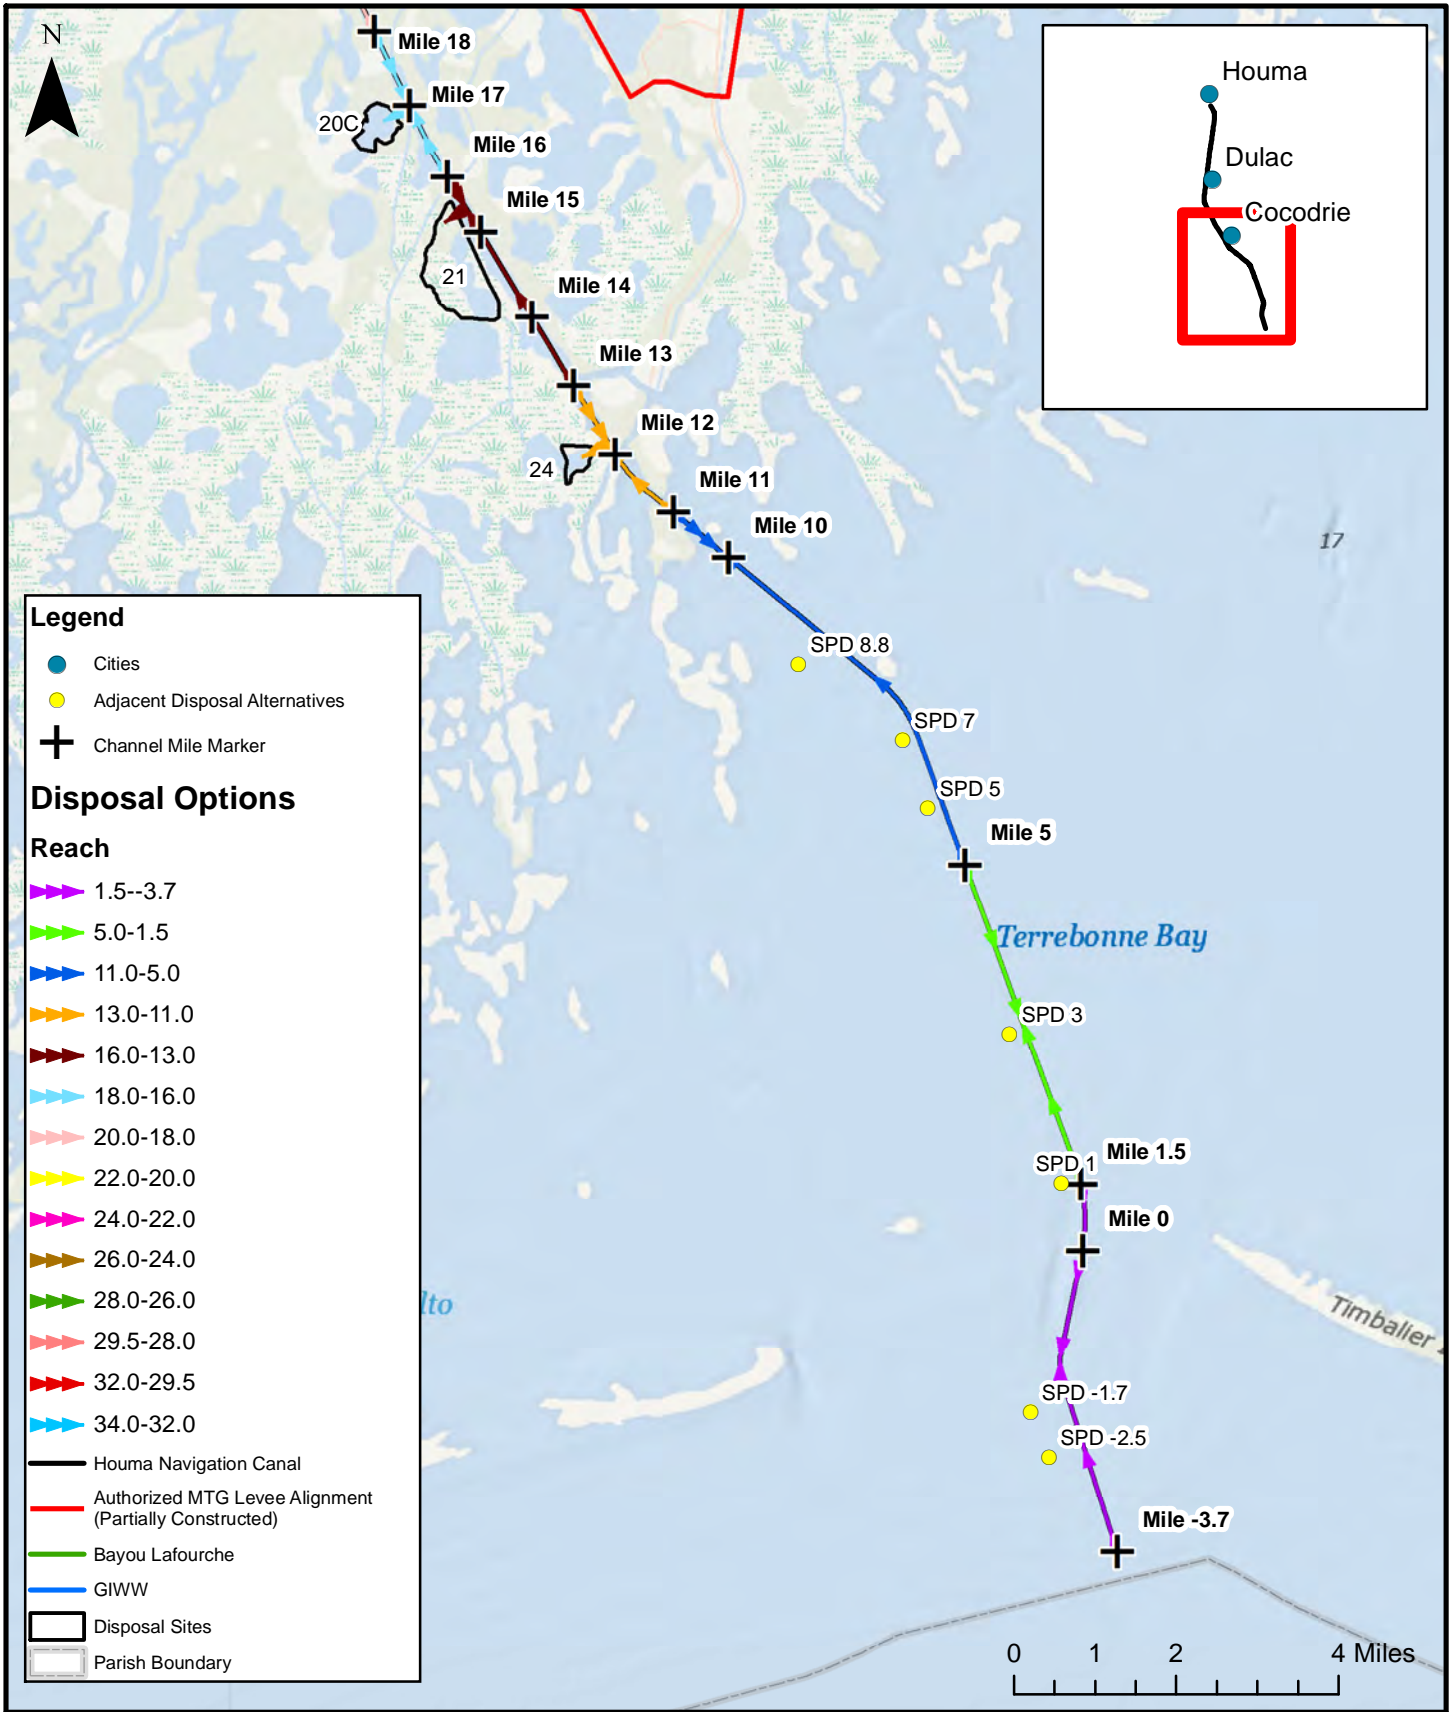 N
Mile 18
Mile 17
20C
Mile 16
Mile 15
21
Mile 14
Mile 13
Mile 12
24
Mile 11
Mile 10
17
SPD 8.8
SPD 7
SPD 5
Mile 5
Terrebonne Bay
SPD 3
Mile 1.5
SPD 1
Mile 0
lto
Timbalier
SPD -1.7
SPD -2.5
Mile -3.7
Houma
Dulac
Cocodrie
Legend
Cities
Adjacent Disposal Alternatives
Channel Mile Marker
Disposal Options
Reach
1.5--3.7
5.0-1.5
11.0-5.0
13.0-11.0
16.0-13.0
18.0-16.0
20.0-18.0
22.0-20.0
24.0-22.0
26.0-24.0
28.0-26.0
29.5-28.0
32.0-29.5
34.0-32.0
Houma Navigation Canal
Authorized MTG Levee Alignment
(Partially Constructed)
Bayou Lafourche
GIWW
Disposal Sites
Parish Boundary
0 1 2 4 Miles